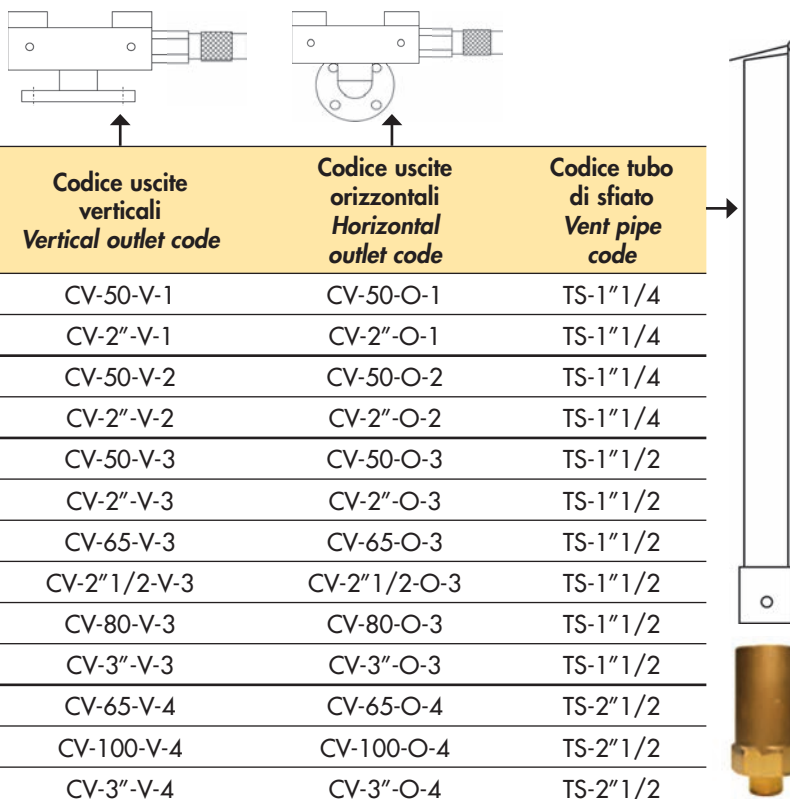 Codice uscite
verticali
Vertical outlet code
Codice uscite
orizzontali
Horizontal
outlet code
Codice tubo
di sfiato
Vent pipe
code
CV-50-V-1 CV-50-O-1 TS-1”1/4
CV-2”-V-1 CV-2”-O-1 TS-1”1/4
CV-50-V-2 CV-50-O-2 TS-1”1/4
CV-2”-V-2 CV-2”-O-2 TS-1”1/4
CV-50-V-3 CV-50-O-3 TS-1”1/2
CV-2”-V-3 CV-2”-O-3 TS-1”1/2
CV-65-V-3 CV-65-O-3 TS-1”1/2
CV-2”1/2-V-3 CV-2”1/2-O-3 TS-1”1/2
CV-80-V-3 CV-80-O-3 TS-1”1/2
CV-3”-V-3 CV-3”-O-3 TS-1”1/2
CV-65-V-4 CV-65-O-4 TS-2”1/2
CV-100-V-4 CV-100-O-4 TS-2”1/2
CV-3”-V-4 CV-3”-O-4 TS-2”1/2